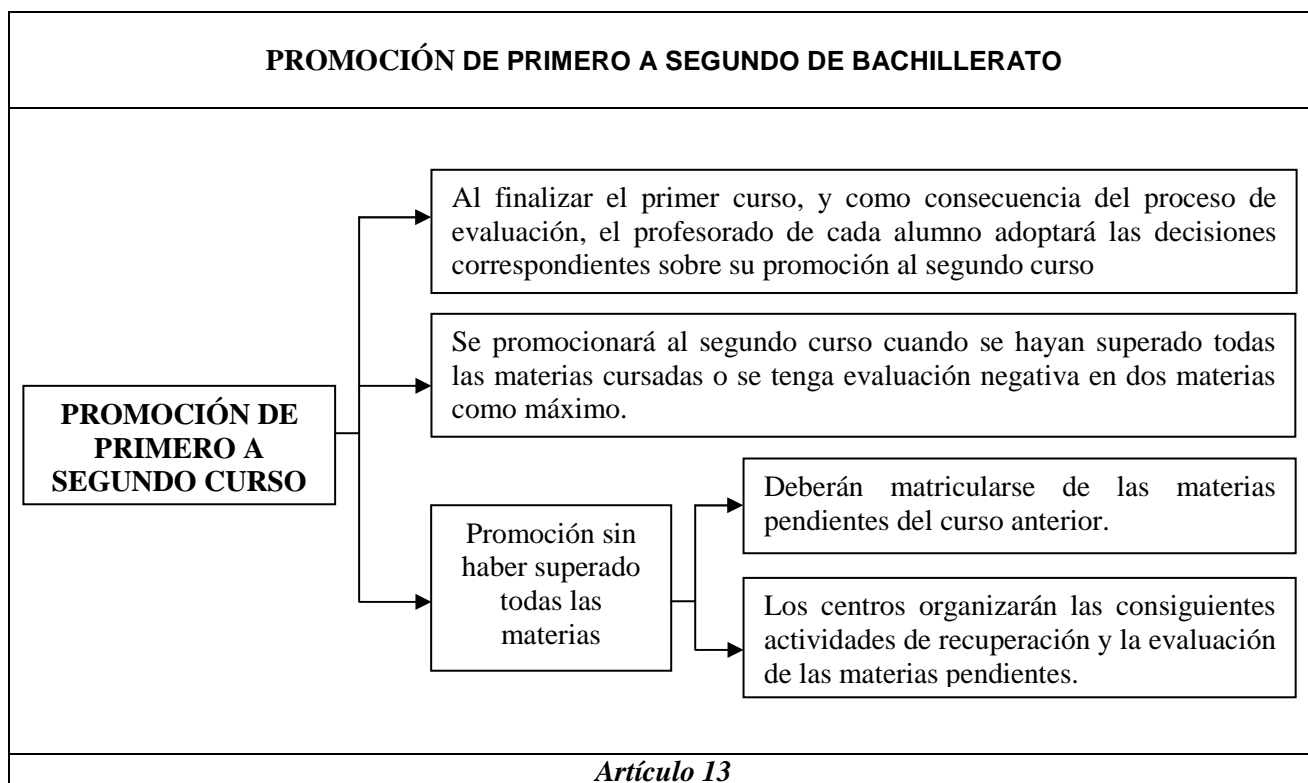 PROMOCIÓN DE PRIMERO A SEGUNDO DE BACHILLERATO
Al finalizar el primer curso, y como consecuencia del proceso de
evaluación, el profesorado de cada alumno adoptará las decisiones
correspondientes sobre su promoción al segundo curso
Se promocionará al segundo curso cuando se hayan superado todas
las materias cursadas o se tenga evaluación negativa en dos materias
como máximo.
PROMOCIÓN DE
PRIMERO A
SEGUNDO CURSO
Promoción sin
haber superado
todas las
materias
Deberán matricularse de las materias
pendientes del curso anterior.
Los centros organizarán las consiguientes
actividades de recuperación y la evaluación
de las materias pendientes.
Artículo 13